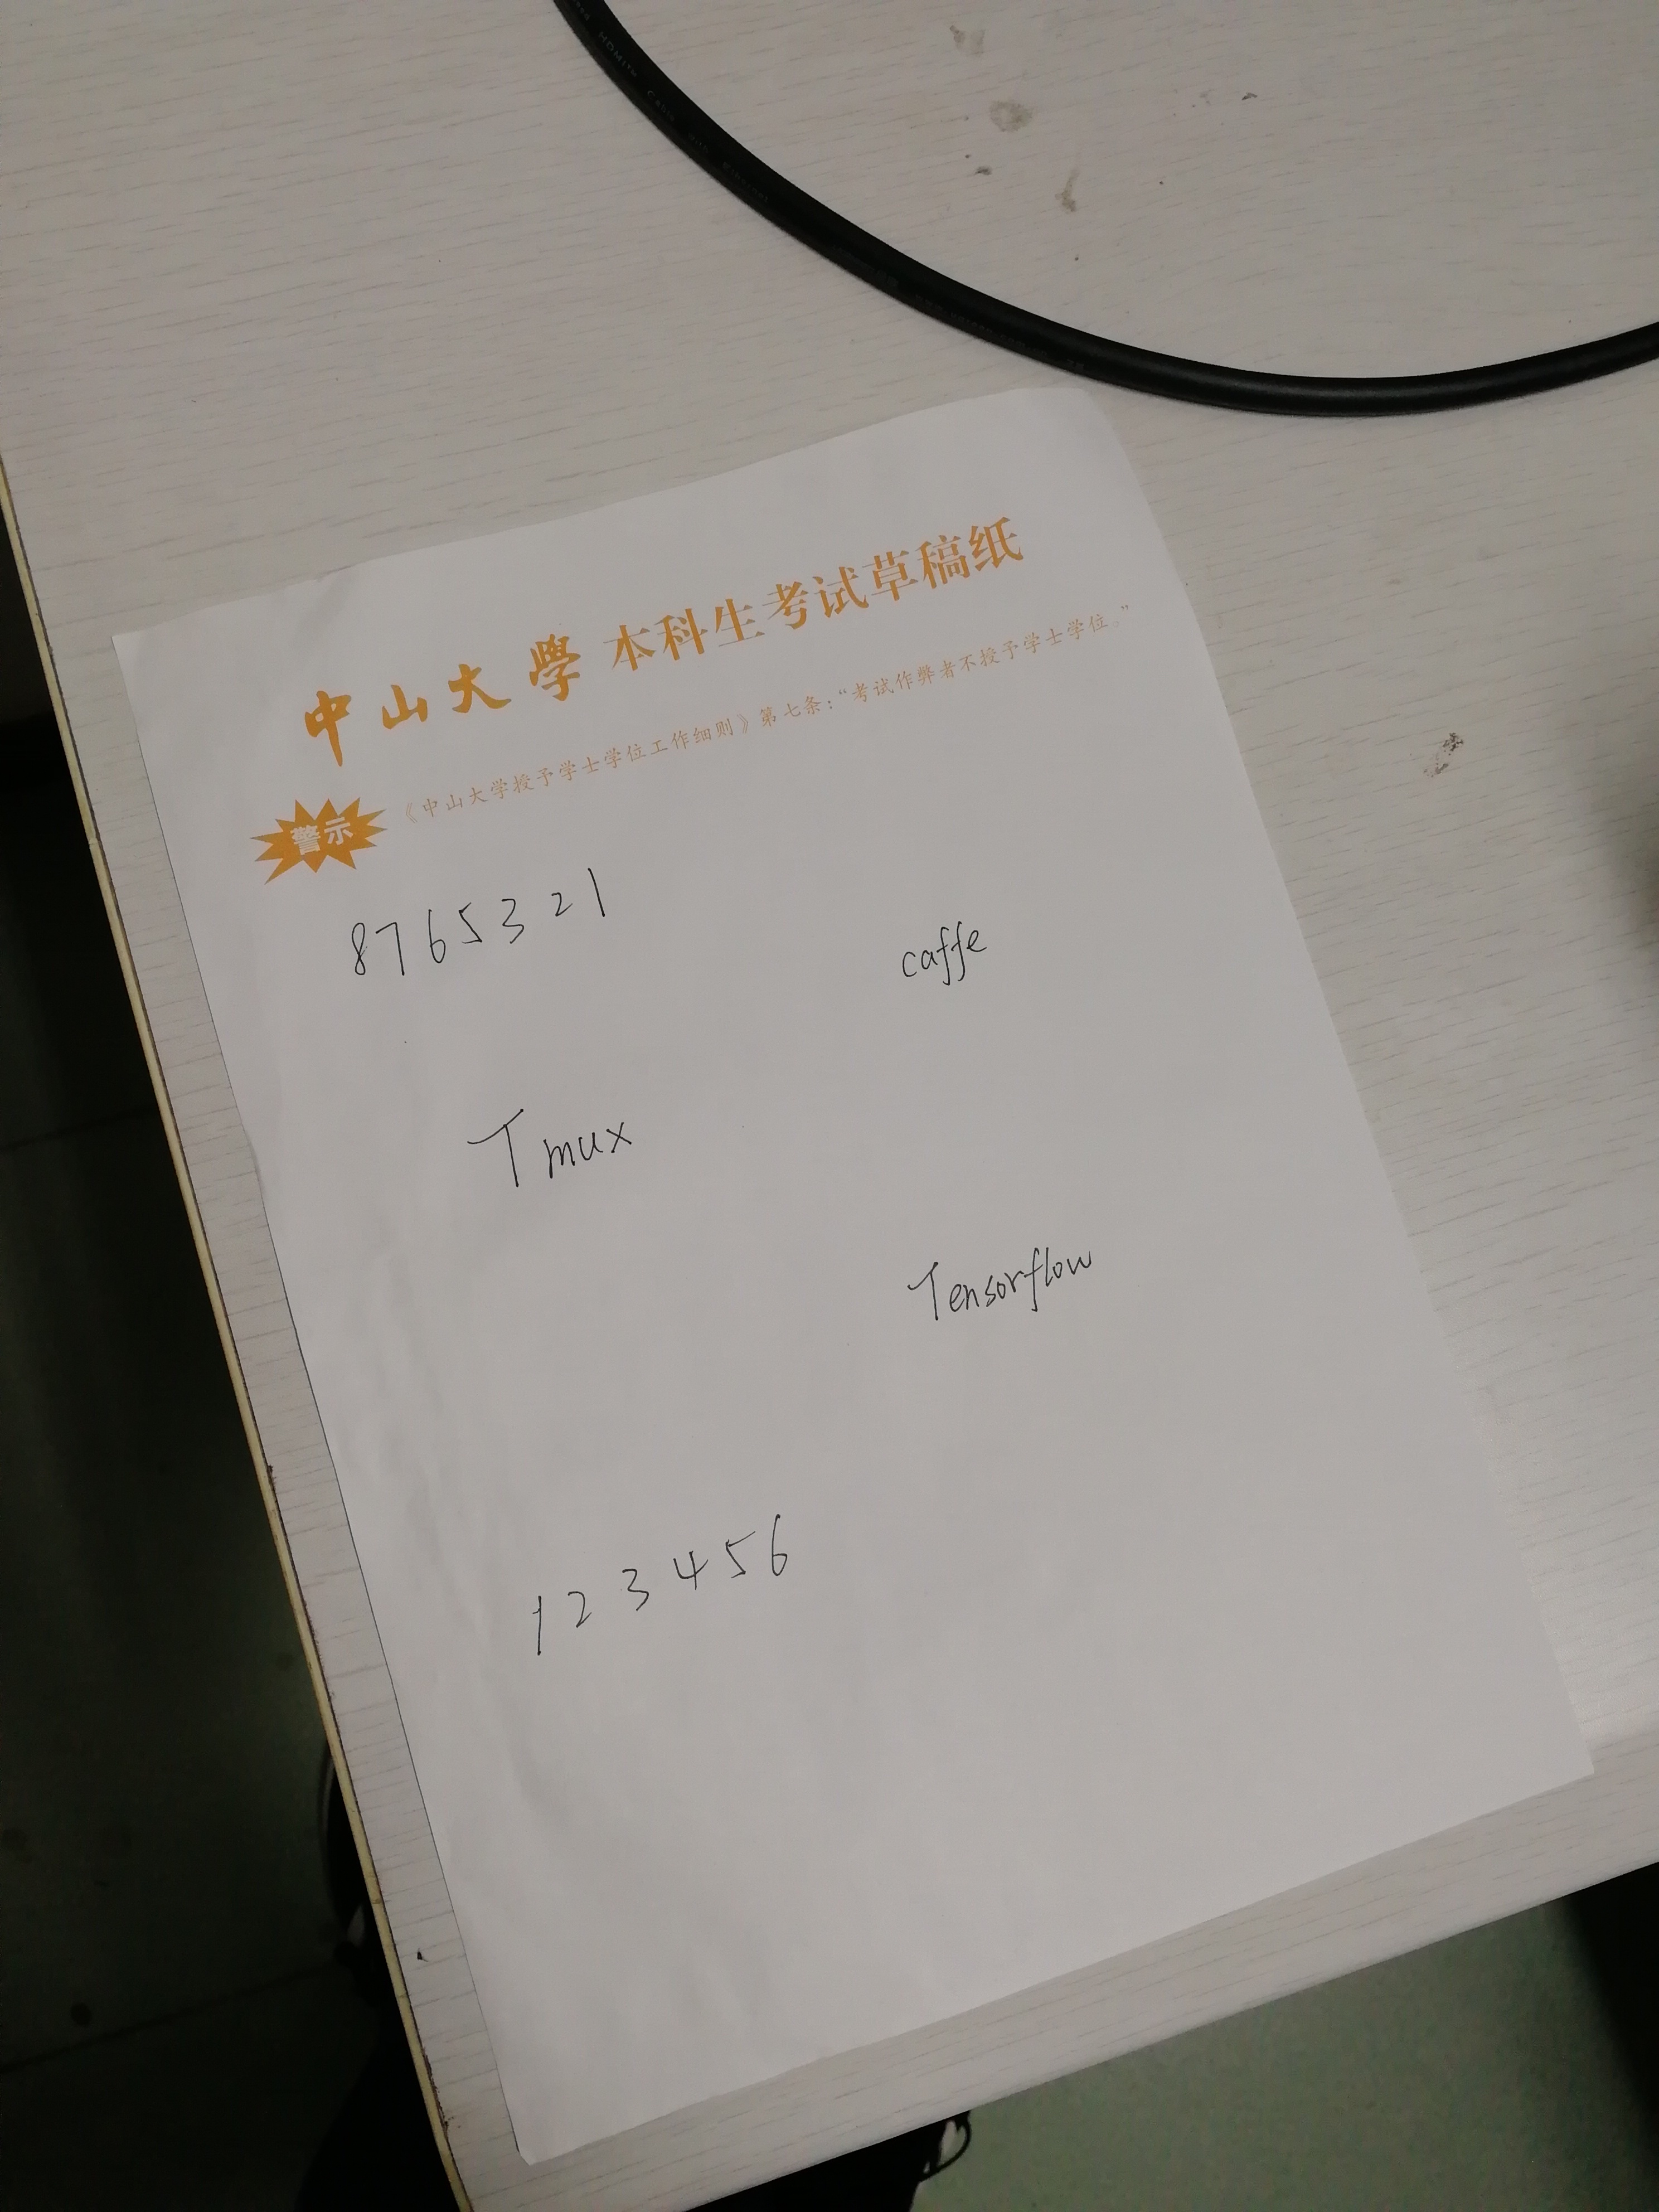 中山大學 本科生考试草稿纸
警示 《中山大学授予学士学位工作细则》第七条：“考试作弊者不授予学士学位。”
8765321
caffe
Tmux
Tensorflow
123456